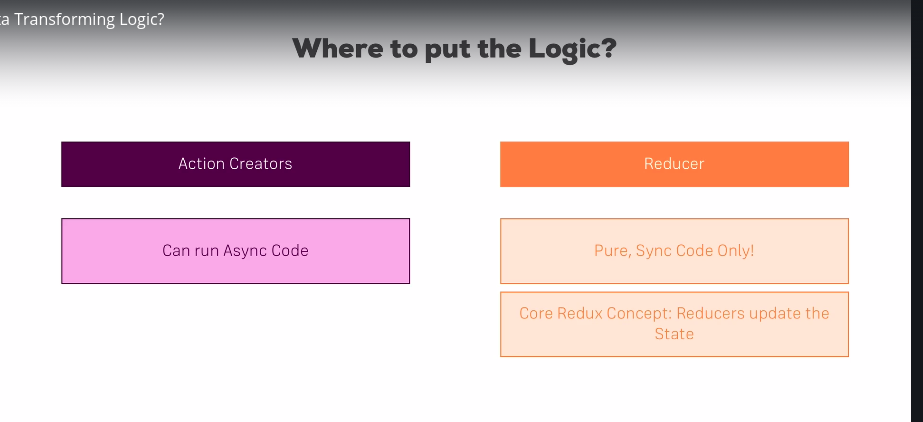 a Transforming Logic?
Where to put the Logic?
Action Creators
Reducer
Can run Async Code
Pure, Sync Code Only!
Core Redux Concept: Reducers update the
State